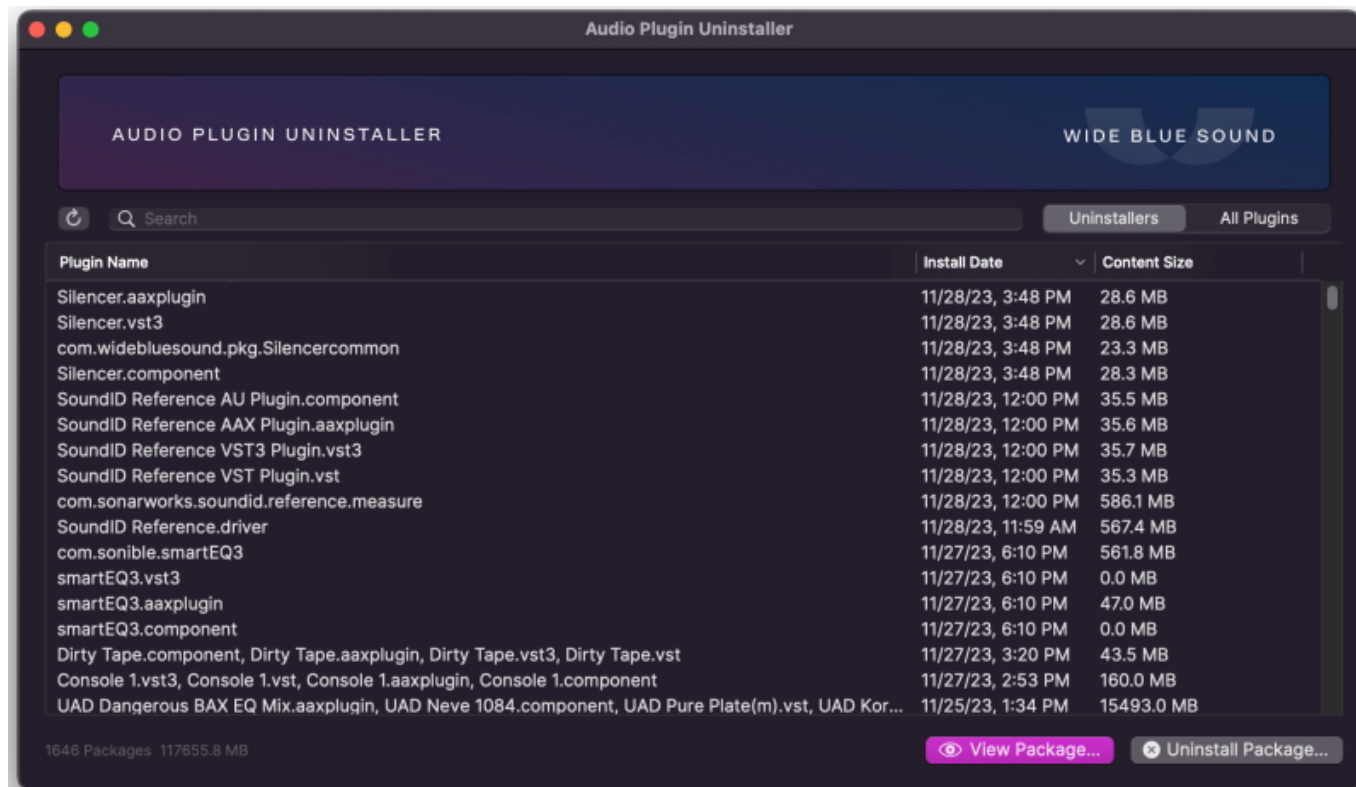 Audio Plugin Uninstaller
AUDIO PLUGIN UNINSTALLER WIDE BLUE SOUND
Search Uninstallers All Plugins
Plugin Name Install Date Content Size
Silencer.aaxplugin 11/28/23, 3:48 PM 28.6 MB
Silencer.vst3 11/28/23, 3:48 PM 28.6 MB
com.widebluesound.pkg.Silencercommon 11/28/23, 3:48 PM 23.3 MB
Silencer.component 11/28/23, 3:48 PM 28.3 MB
SoundID Reference AU Plugin.component 11/28/23, 12:00 PM 35.5 MB
SoundID Reference AAX Plugin.aaxplugin 11/28/23, 12:00 PM 35.6 MB
SoundID Reference VST3 Plugin.vst3 11/28/23, 12:00 PM 35.7 MB
SoundID Reference VST Plugin.vst 11/28/23, 12:00 PM 35.3 MB
com.sonarworks.soundid.reference.measure 11/28/23, 12:00 PM 586.1 MB
SoundID Reference.driver 11/28/23, 11:59 AM 567.4 MB
com.sonible.smartEQ3 11/27/23, 6:10 PM 561.8 MB
smartEQ3.vst3 11/27/23, 6:10 PM 0.0 MB
smartEQ3.aaxplugin 11/27/23, 6:10 PM 47.0 MB
smartEQ3.component 11/27/23, 6:10 PM 0.0 MB
Dirty Tape.component, Dirty Tape.aaxplugin, Dirty Tape.vst3, Dirty Tape.vst 11/27/23, 3:20 PM 43.5 MB
Console 1.vst3, Console 1.vst, Console 1.aaxplugin, Console 1.component 11/27/23, 2:53 PM 160.0 MB
UAD Dangerous BAX EQ Mix.aaxplugin, UAD Neve 1084.component, UAD Pure Plate(m).vst, UAD Kor... 11/25/23, 1:34 PM 15493.0 MB
1646 Packages 117655.8 MB View Package... Uninstall Package...